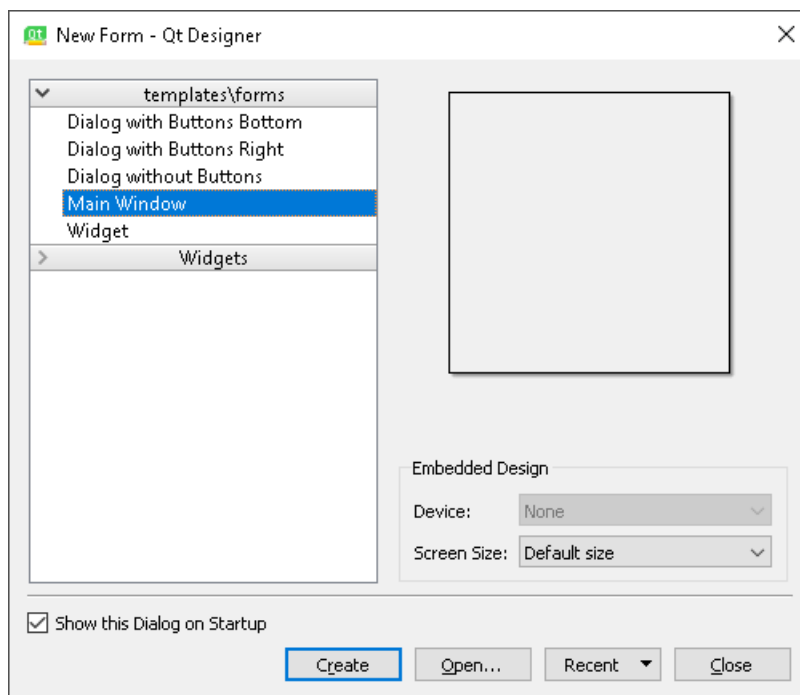 New Form - Qt Designer
templates\forms
Dialog with Buttons Bottom
Dialog with Buttons Right
Dialog without Buttons
Main Window
Widget
Widgets
Embedded Design
Device: None
Screen Size: Default size
Show this Dialog on Startup
Create Open... Recent Close